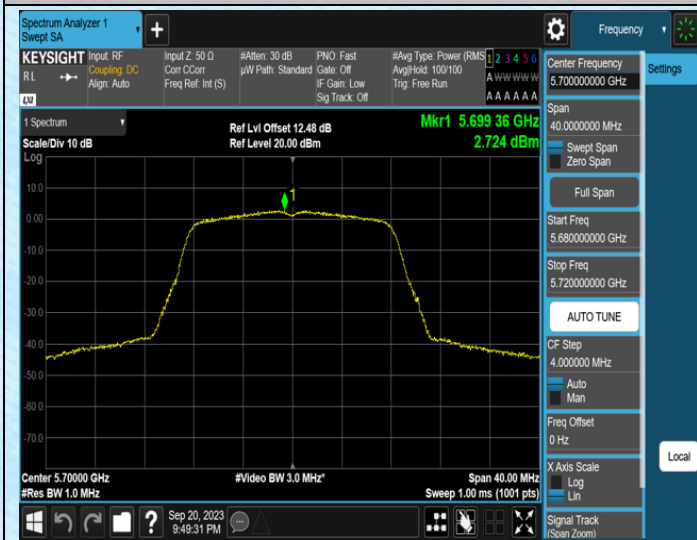 Spectrum Analyzer 1
Swept SA
Frequency
KEYSIGHT
Input: RF
Input Z: 50 Ω
#Atten: 30 dB
PNO: Fast
#Avg Type: Power (RMS
1 2 3 4 5 6
RL
Coupling: DC
Corr CCorr
µW Path: Standard
Gate: Off
Avg|Hold: 100/100
A W W W W W
Align: Auto
Freq Ref: Int (S)
IF Gain: Low
Trig: Free Run
Sig Track: Off
A A A A A A
LXI
1 Spectrum
Ref Lvl Offset 12.48 dB
Mkr1 5.699 36 GHz
Scale/Div 10 dB
Ref Level 20.00 dBm
2.724 dBm
Log
1
10.0
0.00
-10.0
-20.0
-30.0
-40.0
-50.0
-60.0
-70.0
Center 5.70000 GHz
#Video BW 3.0 MHz*
Span 40.00 MHz
#Res BW 1.0 MHz
Sweep 1.00 ms (1001 pts)
Sep 20, 2023
9:49:31 PM
Center Frequency
5.700000000 GHz
Settings
Span
40.0000000 MHz
Swept Span
Zero Span
Full Span
Start Freq
5.680000000 GHz
Stop Freq
5.720000000 GHz
AUTO TUNE
CF Step
4.000000 MHz
Auto
Man
Freq Offset
0 Hz
Local
X Axis Scale
Log
Lin
Signal Track
(Span Zoom)